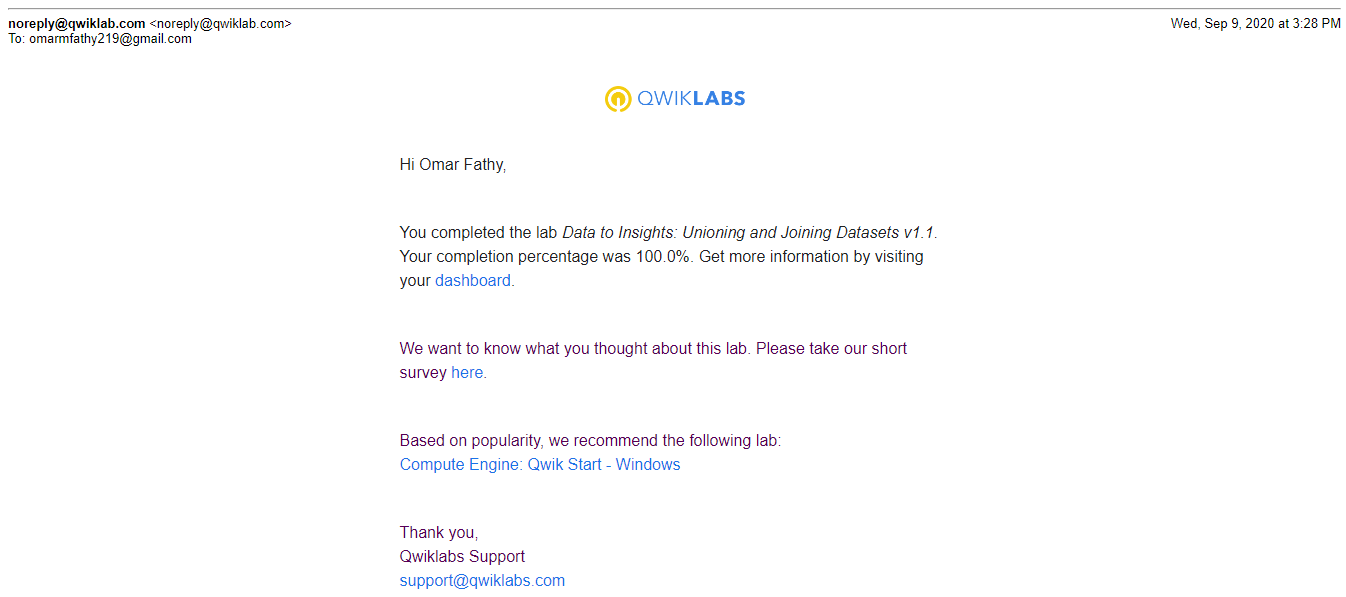 noreply@qwiklab.com <noreply@qwiklab.com>
Wed, Sep 9, 2020 at 3:28 PM
To: omarmfathy219@gmail.com
QWIKLABS
Hi Omar Fathy,
You completed the lab Data to Insights: Unioning and Joining Datasets v1.1.
Your completion percentage was 100.0%. Get more information by visiting
your dashboard.
We want to know what you thought about this lab. Please take our short
survey here.
Based on popularity, we recommend the following lab:
Compute Engine: Qwik Start - Windows
Thank you,
Qwiklabs Support
support@qwiklabs.com